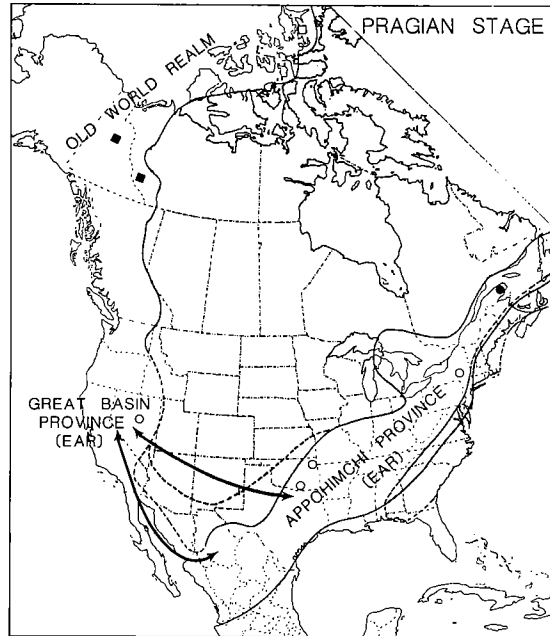 PRAGIAN STAGE
OLD WORLD REALM
GREAT BASIN
PROVINCE
(EAR)
APPOHIMCHI PROVINCE
(EAR)